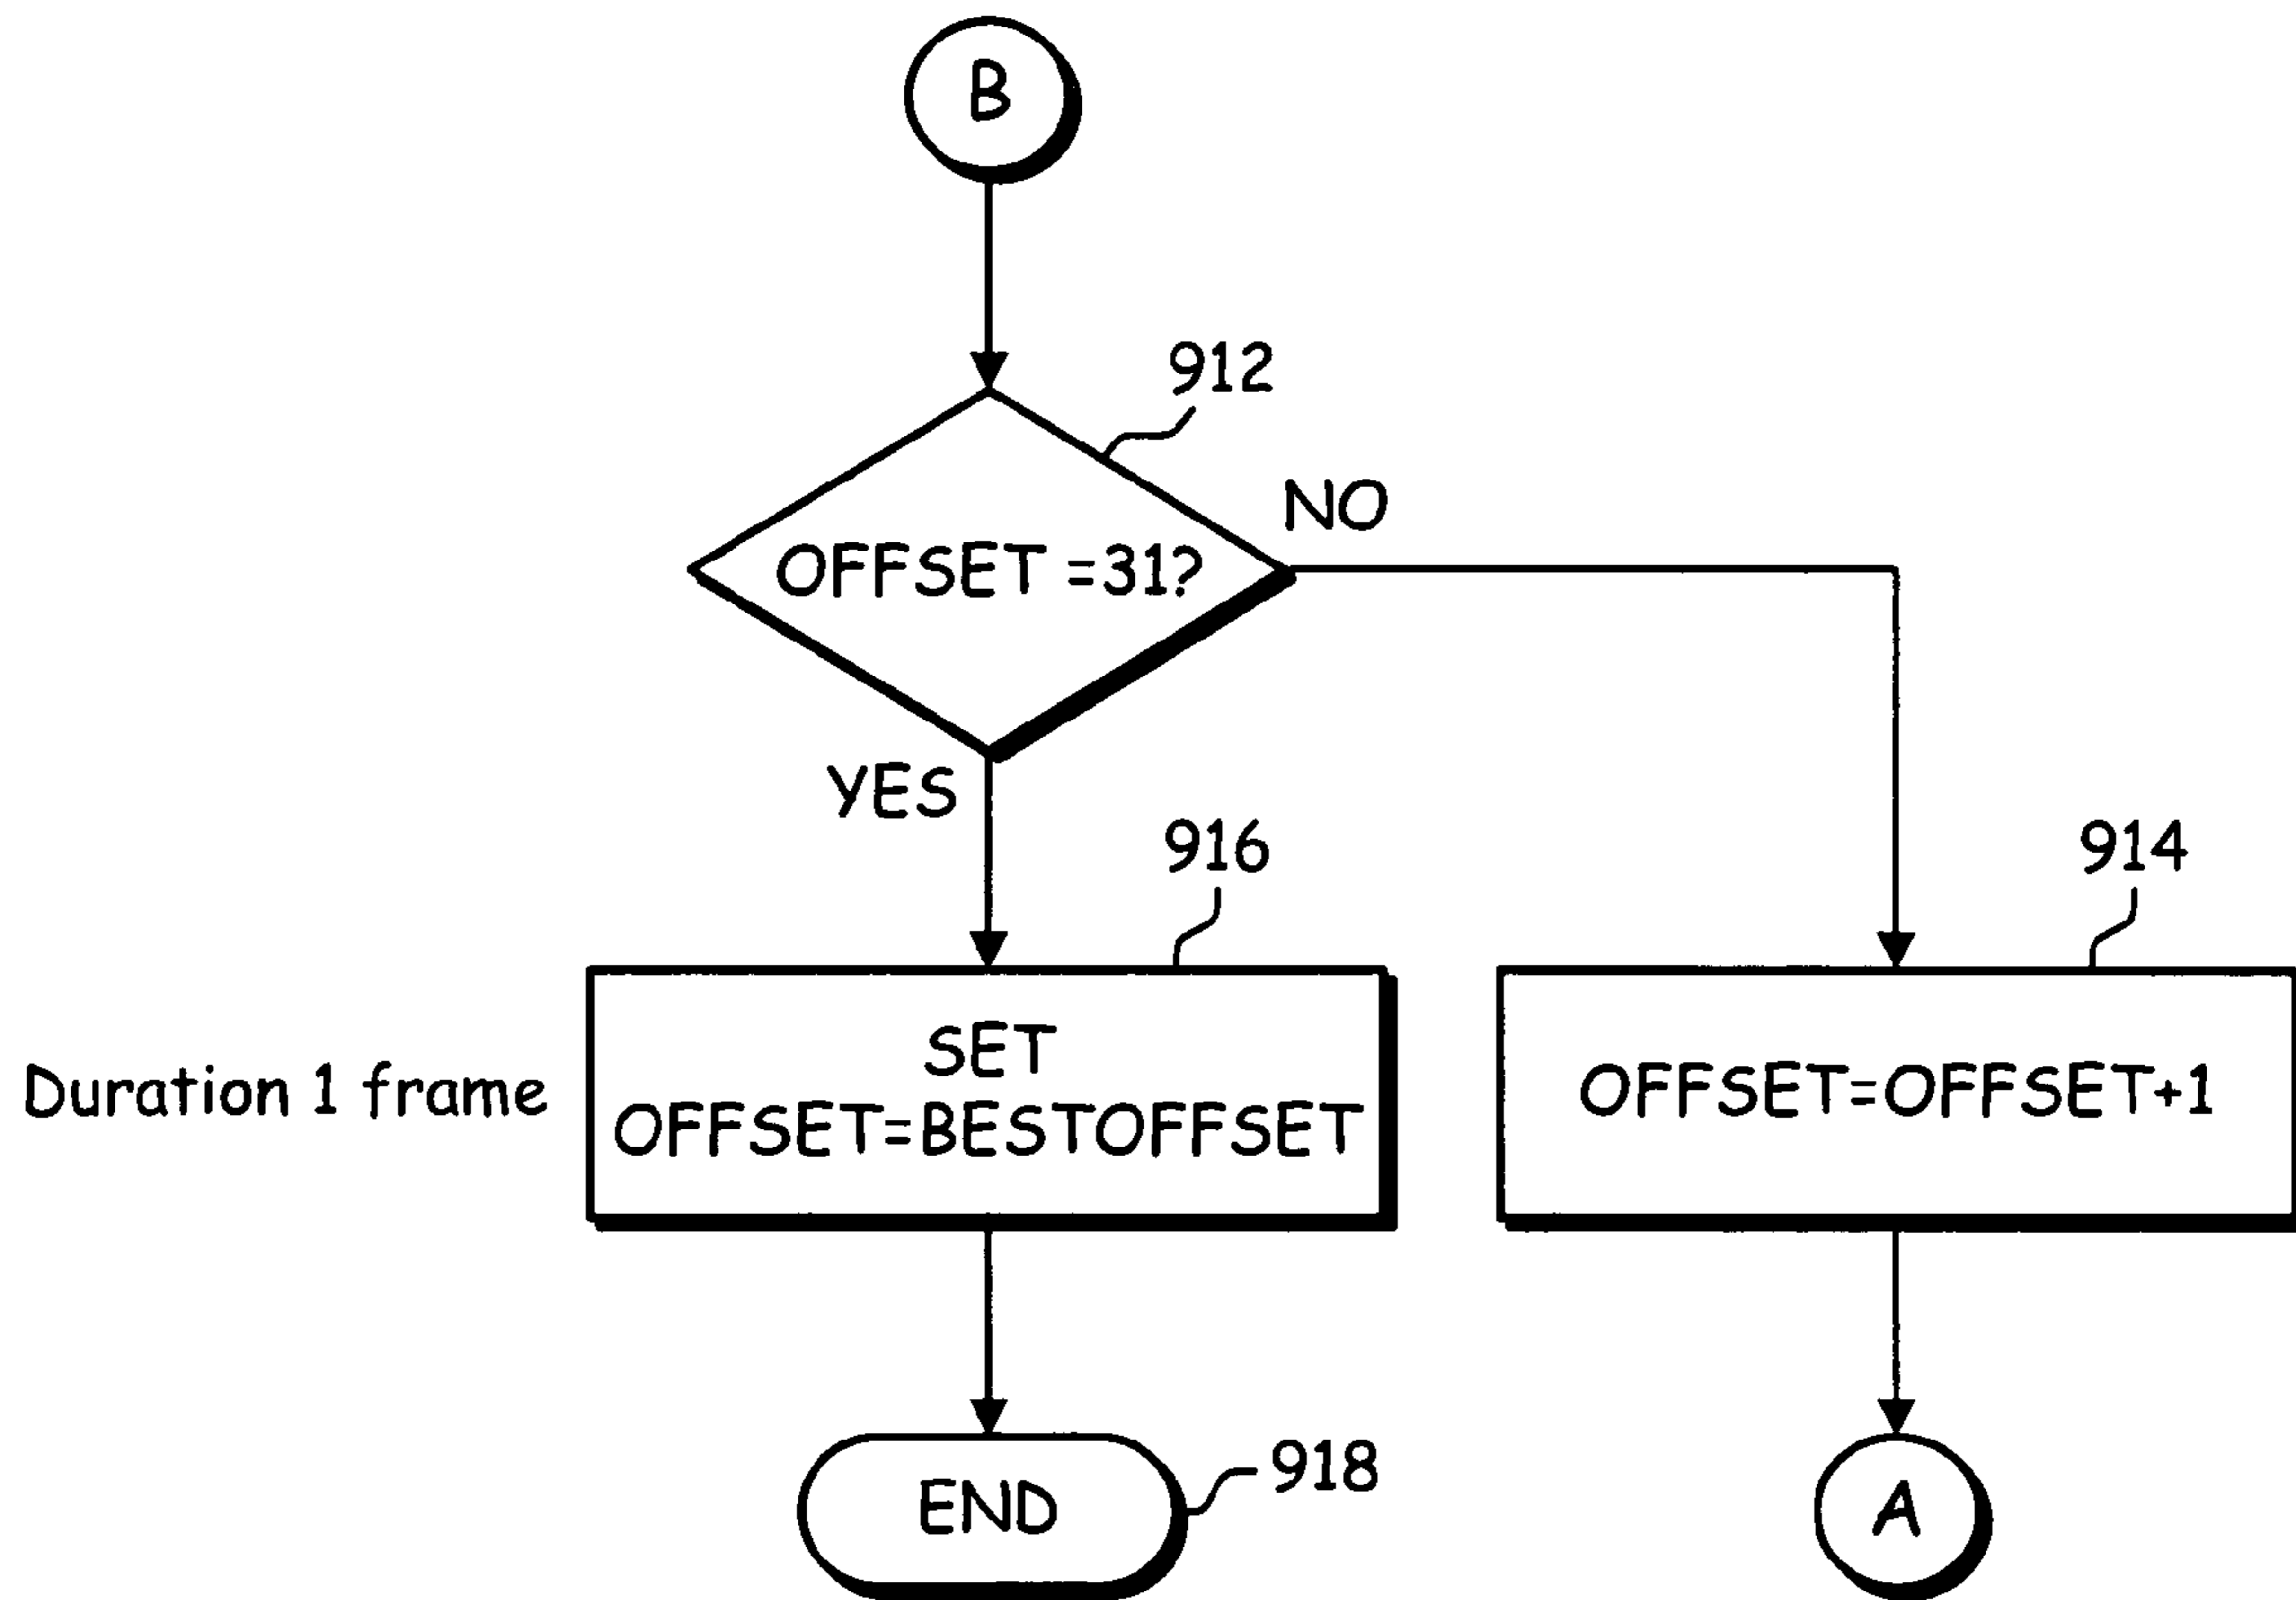 B
912
NO
OFFSET =31?
YES
916
914
SET
OFFSET=BESTOFFSET
Duration 1 frame
OFFSET=OFFSET+1
END
918
A